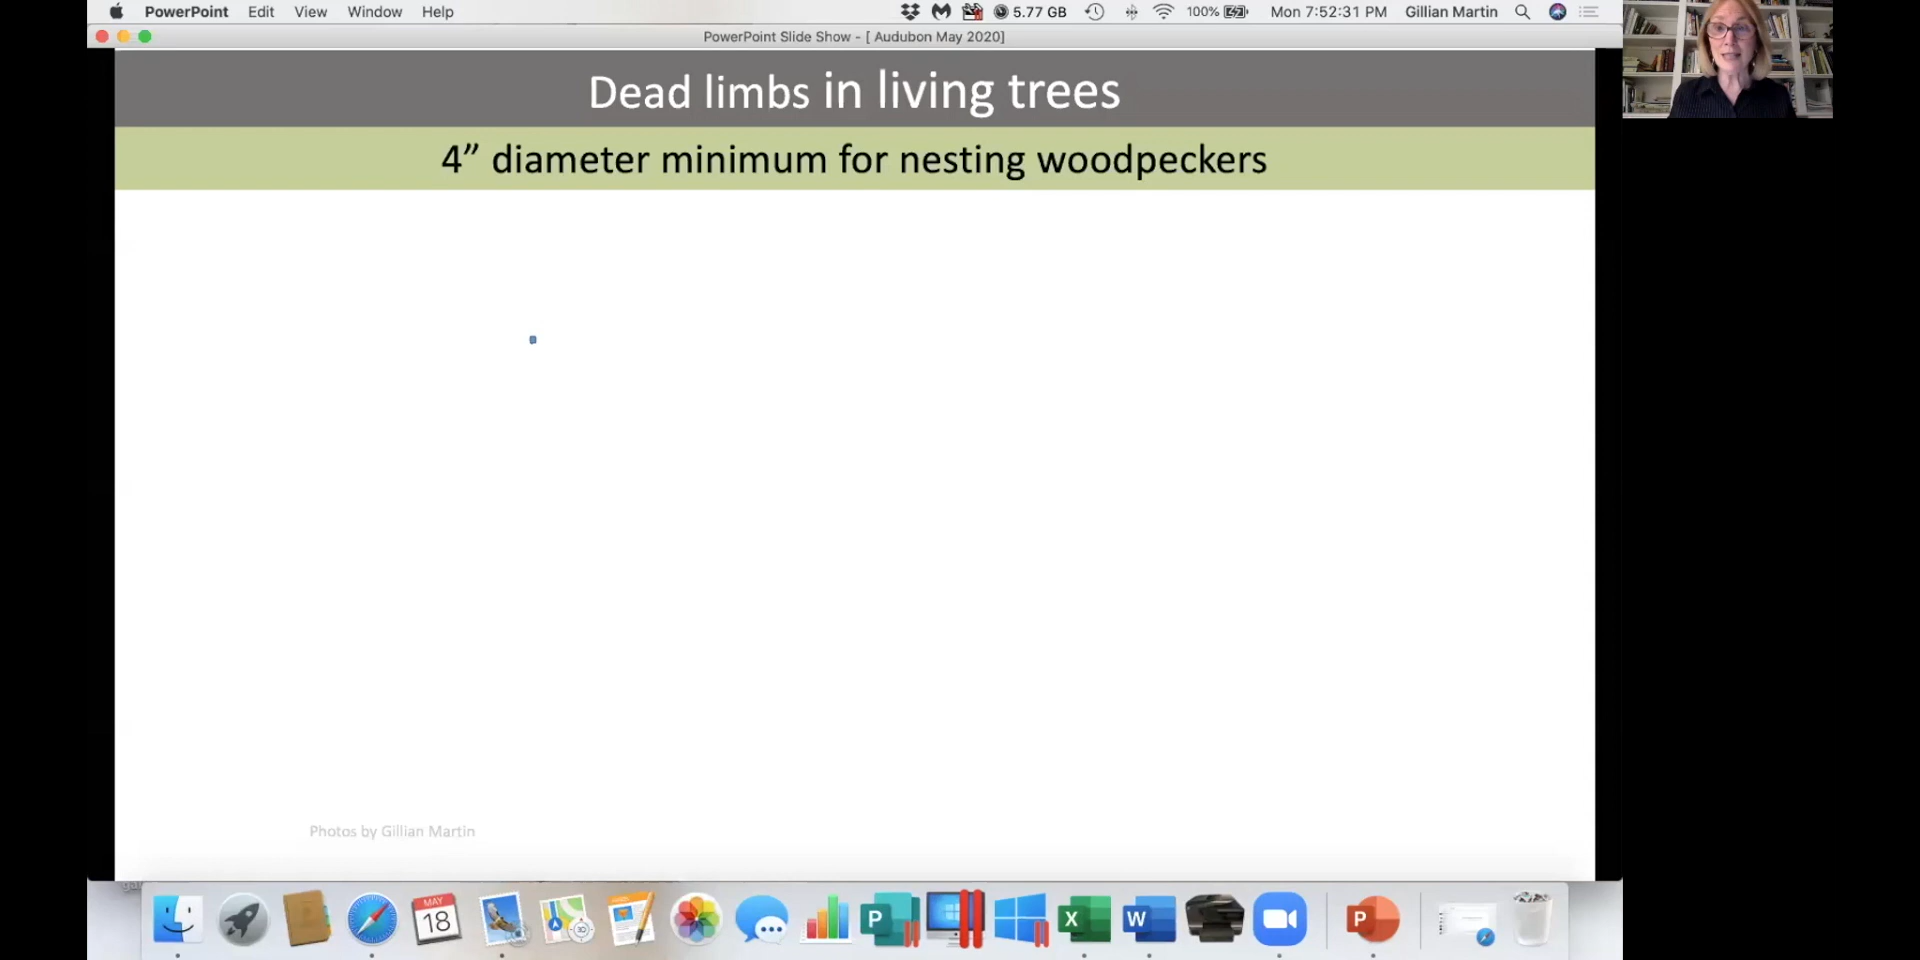 PowerPoint Edit View Window Help 5.77 GB 100% Mon 7:52:31 PM Gillian Martin
PowerPoint Slide Show - [ Audubon May 2020]
Dead limbs in living trees
4” diameter minimum for nesting woodpeckers
Photos by Gillian Martin
MAY
18
3D
P
X
W
P